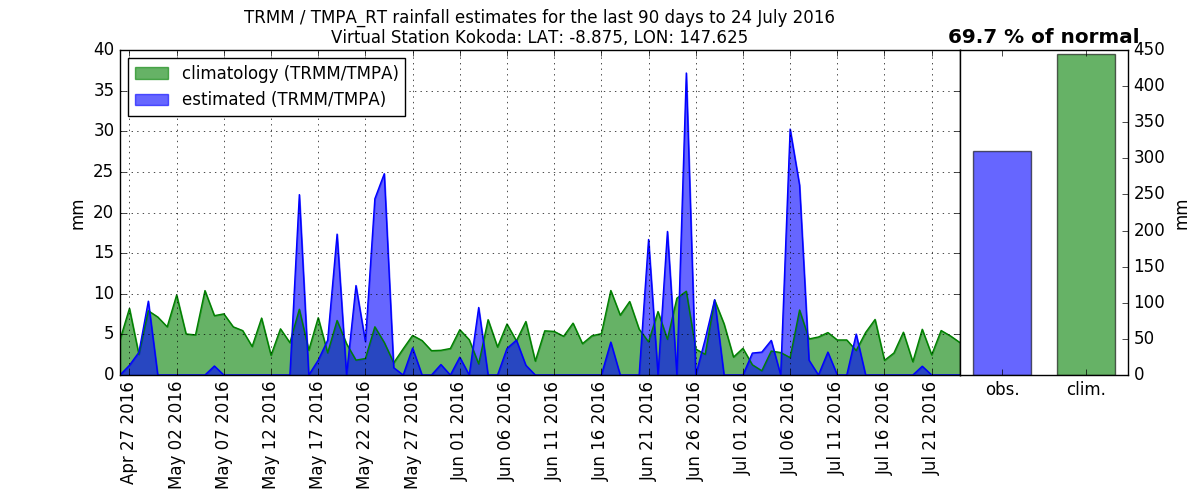 TRMM / TMPA_RT rainfall estimates for the last 90 days to 24 July 2016
Virtual Station Kokoda: LAT: -8.875, LON: 147.625
69.7 % of normal
climatology (TRMM/TMPA)
estimated (TRMM/TMPA)
mm
40
35
30
25
20
15
10
5
0
Apr 27 2016
May 02 2016
May 07 2016
May 12 2016
May 17 2016
May 22 2016
May 27 2016
Jun 01 2016
Jun 06 2016
Jun 11 2016
Jun 16 2016
Jun 21 2016
Jun 26 2016
Jul 01 2016
Jul 06 2016
Jul 11 2016
Jul 16 2016
Jul 21 2016
obs.
clim.
450
400
350
300
250
200
150
100
50
0
mm